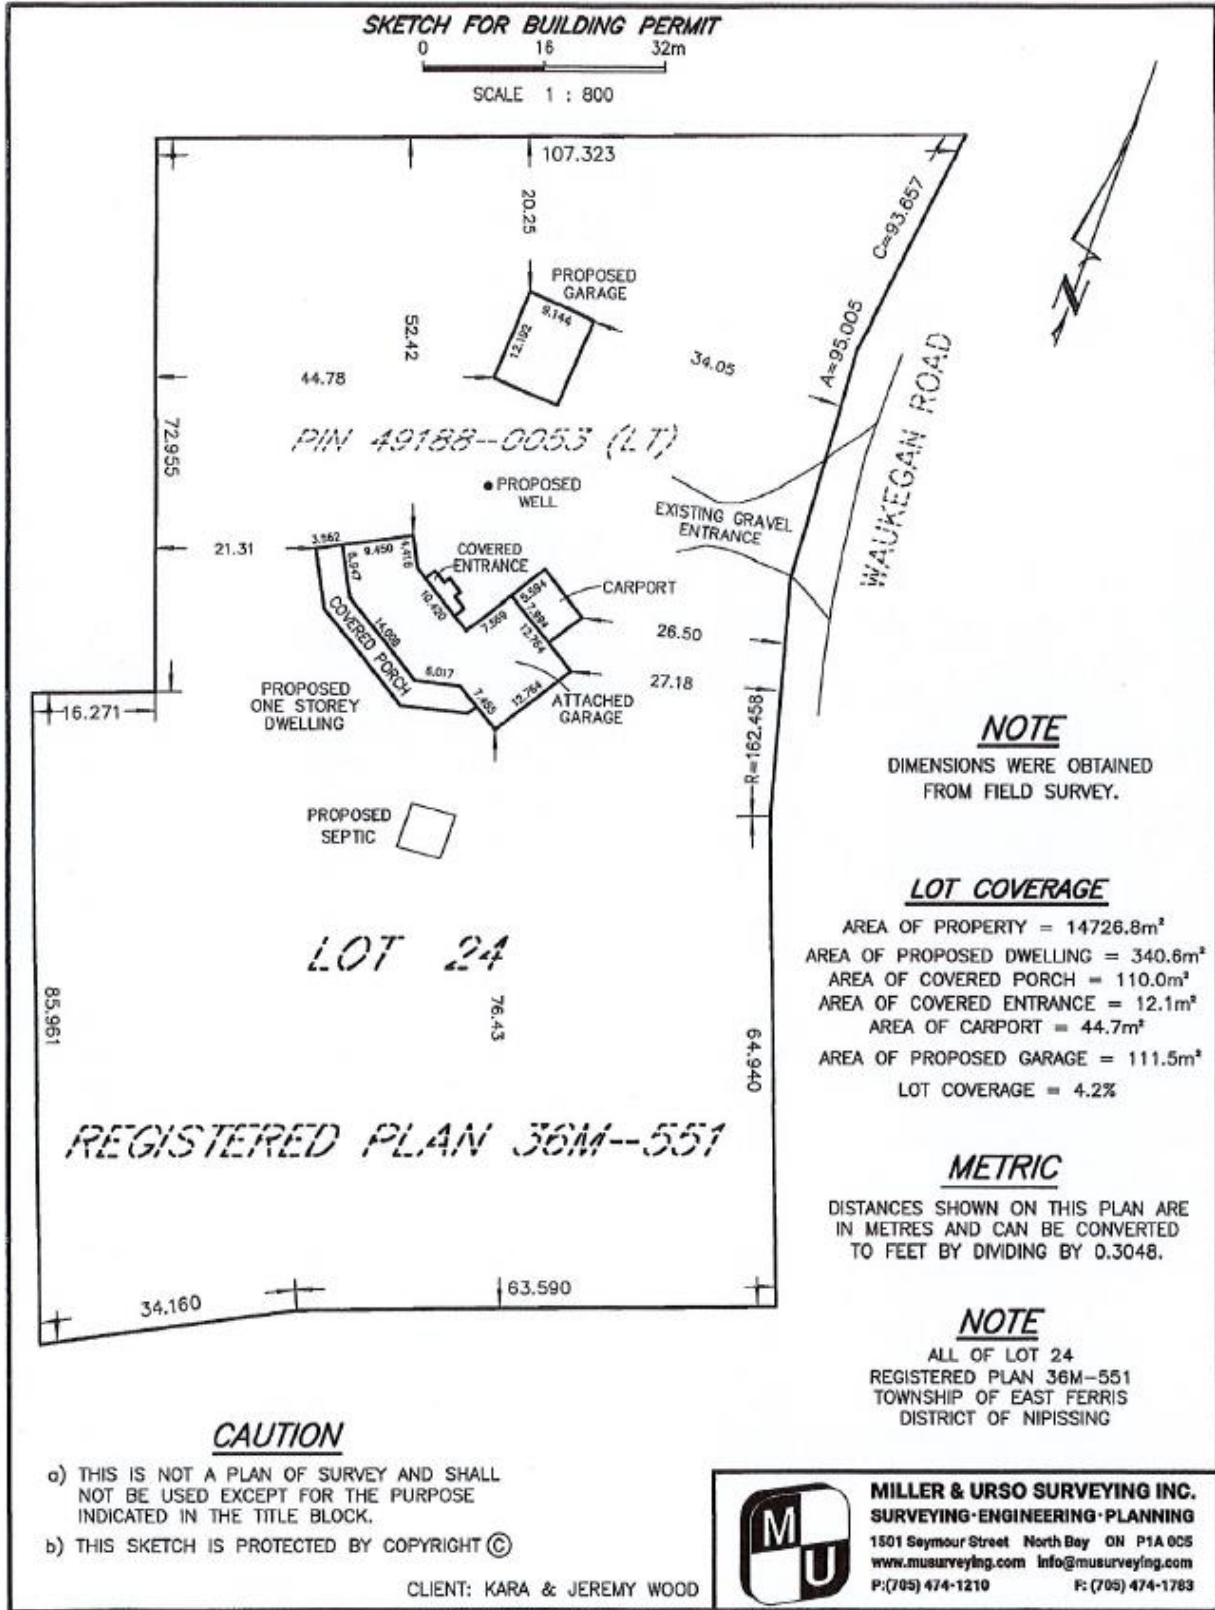 SKETCH FOR BUILDING PERMIT
0 16 32m
SCALE 1 : 800
107.323
20.25
C=93.657
PROPOSED
GARAGE
9.144
12.192
52.42
34.05
A=95.005
44.78
WAUKEGAN ROAD
72.955
PIN 49188--0053 (LT)
PROPOSED
WELL
EXISTING GRAVEL
ENTRANCE
21.31
3.862
9.450
4.416
COVERED
ENTRANCE
5.947
10.420
CARPORT
5.594
7.994
7.569
12.764
COVERED PORCH
14.008
26.50
6.017
27.18
7.455
12.764
ATTACHED
GARAGE
PROPOSED
ONE STOREY
DWELLING
16.271
R=162.458
NOTE
DIMENSIONS WERE OBTAINED
FROM FIELD SURVEY.
PROPOSED
SEPTIC
LOT COVERAGE
AREA OF PROPERTY = 14726.8m²
AREA OF PROPOSED DWELLING = 340.6m²
AREA OF COVERED PORCH = 110.0m²
AREA OF COVERED ENTRANCE = 12.1m²
AREA OF CARPORT = 44.7m²
AREA OF PROPOSED GARAGE = 111.5m²
LOT COVERAGE = 4.2%
LOT 24
85.961
76.43
64.940
REGISTERED PLAN 36M--551
METRIC
DISTANCES SHOWN ON THIS PLAN ARE
IN METRES AND CAN BE CONVERTED
TO FEET BY DIVIDING BY 0.3048.
34.160
63.590
NOTE
ALL OF LOT 24
REGISTERED PLAN 36M-551
TOWNSHIP OF EAST FERRIS
DISTRICT OF NIPISSING
CAUTION
a) THIS IS NOT A PLAN OF SURVEY AND SHALL
NOT BE USED EXCEPT FOR THE PURPOSE
INDICATED IN THE TITLE BLOCK.
b) THIS SKETCH IS PROTECTED BY COPYRIGHT ©
CLIENT: KARA & JEREMY WOOD
N
M
U
MILLER & URSO SURVEYING INC.
SURVEYING·ENGINEERING·PLANNING
1501 Seymour Street North Bay ON P1A 0C5
www.musurveying.com info@musurveying.com
P:(705) 474-1210 F: (705) 474-1783